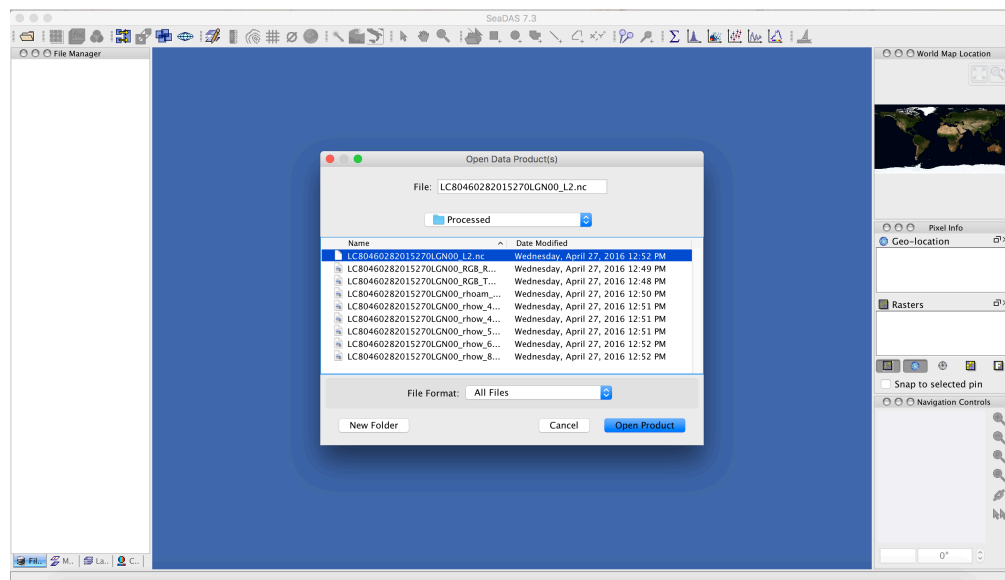 SeaDAS 7.3
File Manager
World Map Location
Open Data Product(s)
File: LC80460282015270LGN00_L2.nc
Processed
Name Date Modified
LC80460282015270LGN00_L2.nc Wednesday, April 27, 2016 12:52 PM
LC80460282015270LGN00_RGB_R... Wednesday, April 27, 2016 12:49 PM
LC80460282015270LGN00_RGB_T... Wednesday, April 27, 2016 12:48 PM
LC80460282015270LGN00_rhoam_... Wednesday, April 27, 2016 12:50 PM
LC80460282015270LGN00_rhow_4... Wednesday, April 27, 2016 12:51 PM
LC80460282015270LGN00_rhow_4... Wednesday, April 27, 2016 12:51 PM
LC80460282015270LGN00_rhow_5... Wednesday, April 27, 2016 12:51 PM
LC80460282015270LGN00_rhow_6... Wednesday, April 27, 2016 12:52 PM
LC80460282015270LGN00_rhow_8... Wednesday, April 27, 2016 12:52 PM
File Format: All Files
New Folder Cancel Open Product
Pixel Info
Geo-location
Rasters
Snap to selected pin
Navigation Controls
0°
Fil... M... La... C...